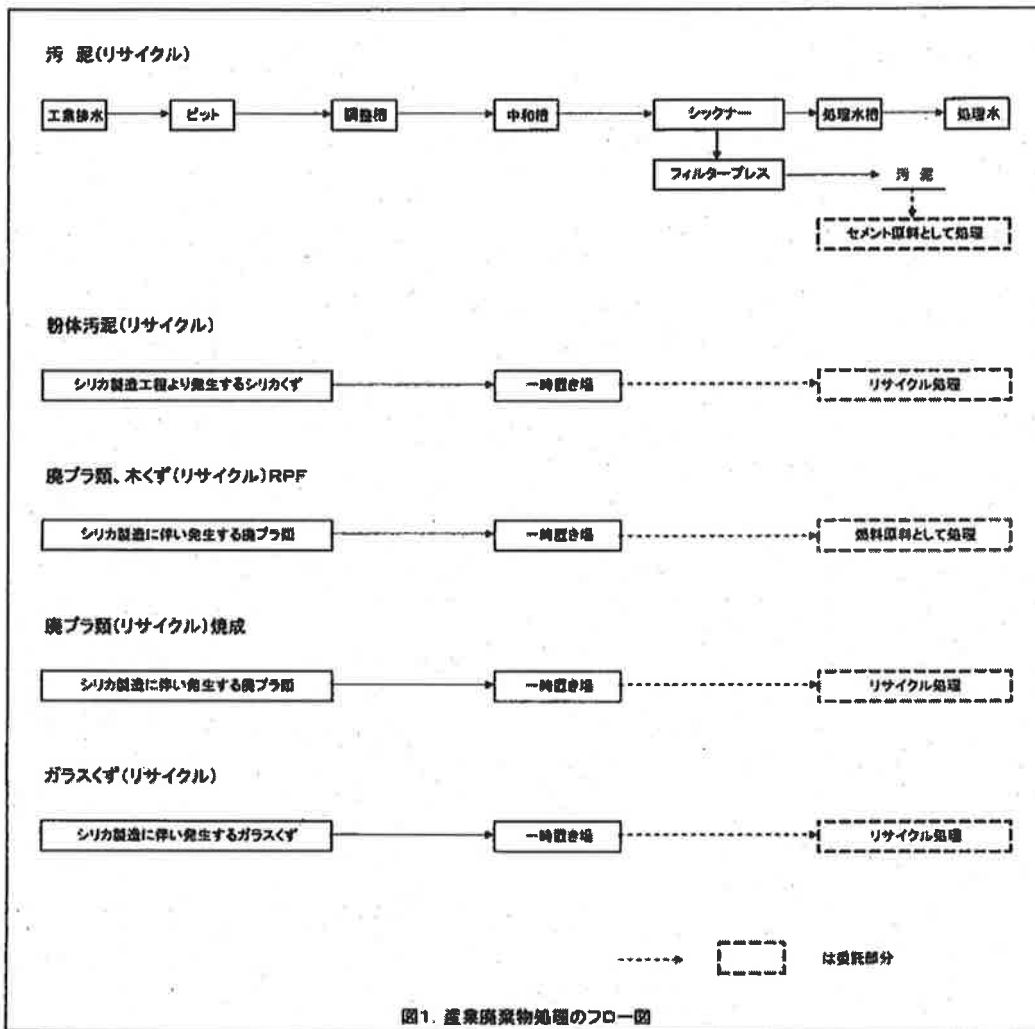 汚 泥(リサイクル)
工業排水 ピット 調整槽 中和槽 シックナー 処理水槽 処理水
フィルタープレス 汚 泥
セメント原料として処理
粉体汚泥(リサイクル)
シリカ製造工程より発生するシリカくず 一時置き場 リサイクル処理
廃プラ類、木くず(リサイクル)RPF
シリカ製造に伴い発生する廃プラ類 一時置き場 燃料原料として処理
廃プラ類(リサイクル)焼成
シリカ製造に伴い発生する廃プラ類 一時置き場 リサイクル処理
ガラスくず(リサイクル)
シリカ製造に伴い発生するガラスくず 一時置き場 リサイクル処理
は委託部分
図1. 産業廃棄物処理のフロー図